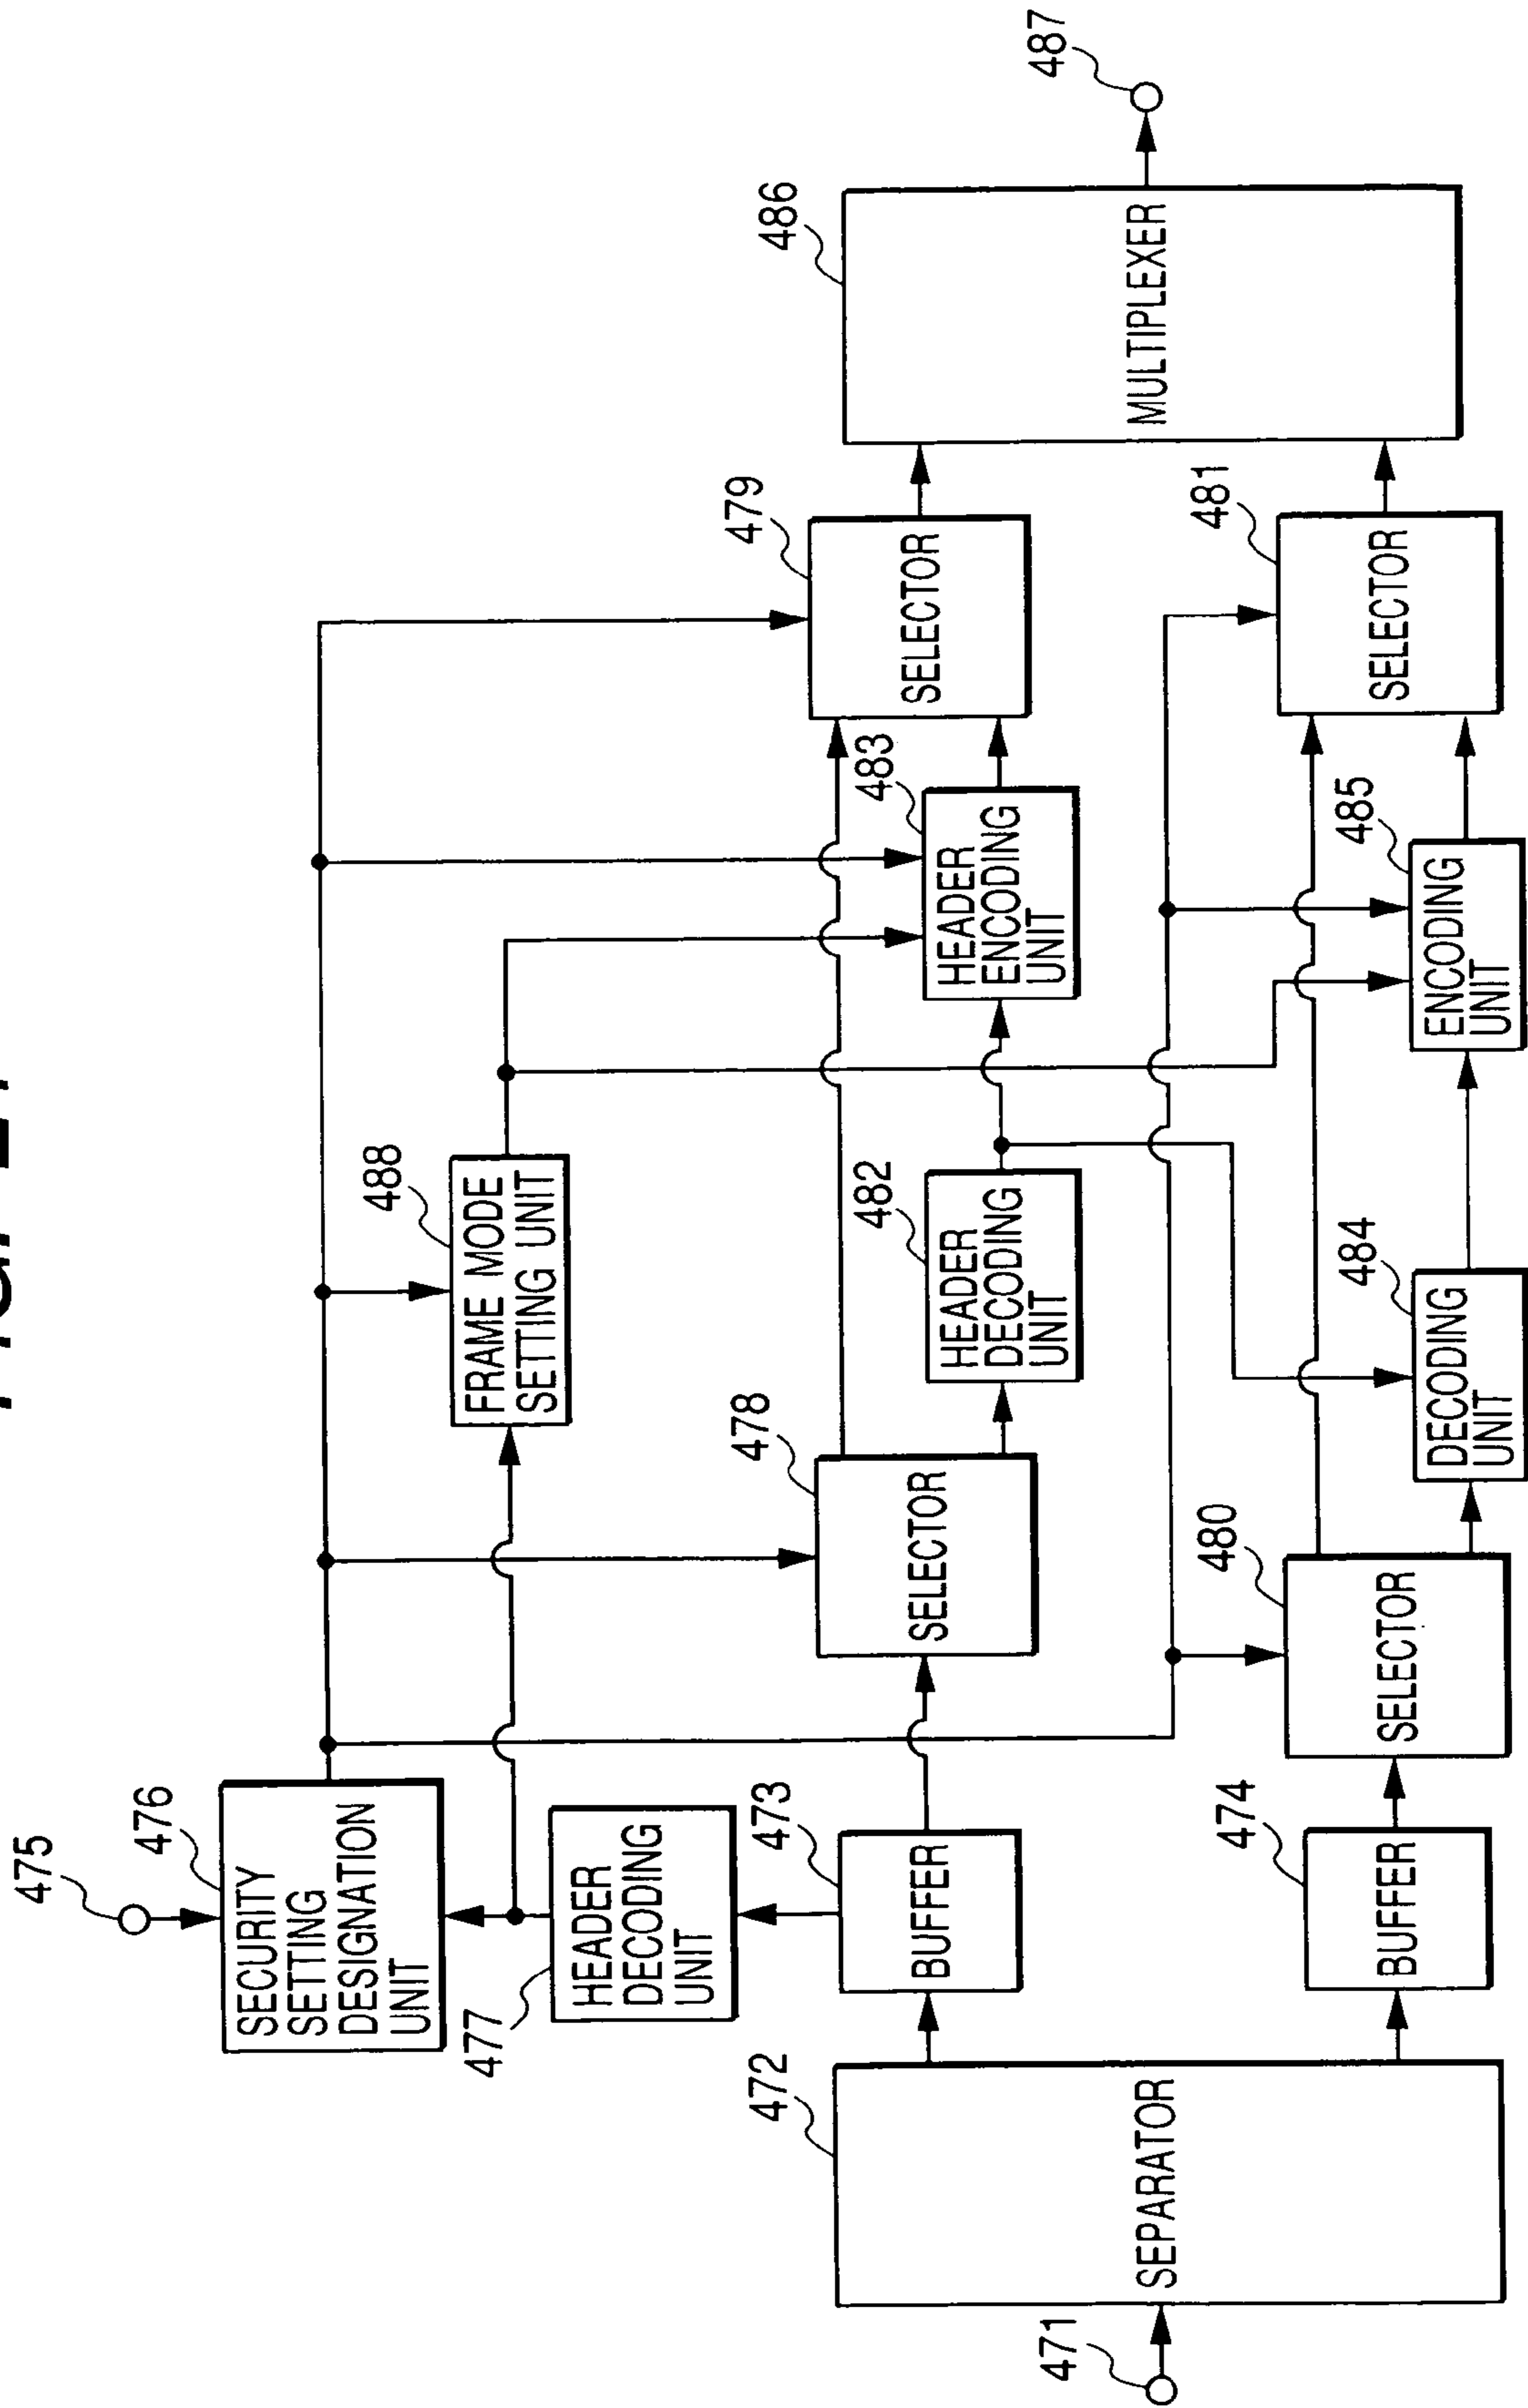 475
476
SECURITY
SETTING
DESIGNATION
UNIT
477
HEADER
DECODING
UNIT
488
FRAME MODE
SETTING UNIT
471
472
SEPARATOR
473
BUFFER
478
SELECTOR
482
HEADER
DECODING
UNIT
483
HEADER
ENCODING
UNIT
479
SELECTOR
486
MULTIPLEXER
487
474
BUFFER
480
SELECTOR
484
DECODING
UNIT
485
ENCODING
UNIT
481
SELECTOR